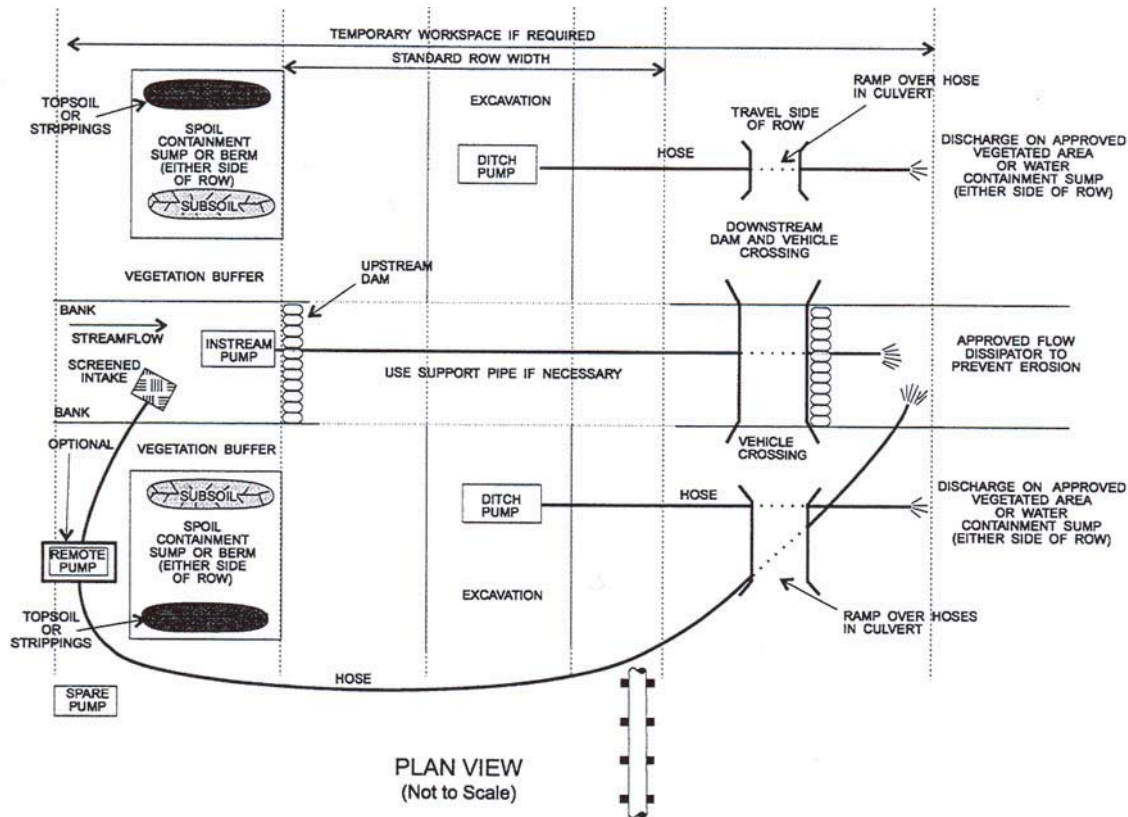 TEMPORARY WORKSPACE IF REQUIRED
STANDARD ROW WIDTH
TOPSOIL
OR
STRIPPINGS
SPOIL
CONTAINMENT
SUMP OR BERM
(EITHER SIDE
OF ROW)
SUBSOIL
EXCAVATION
DITCH
PUMP
HOSE
TRAVEL SIDE
OF ROW
RAMP OVER HOSE
IN CULVERT
DISCHARGE ON APPROVED
VEGETATED AREA
OR WATER
CONTAINMENT SUMP
(EITHER SIDE OF ROW)
VEGETATION BUFFER
UPSTREAM
DAM
DOWNSTREAM
DAM AND VEHICLE
CROSSING
BANK
STREAMFLOW
INSTREAM
PUMP
SCREENED
INTAKE
USE SUPPORT PIPE IF NECESSARY
APPROVED FLOW
DISSIPATOR TO
PREVENT EROSION
BANK
OPTIONAL
VEGETATION BUFFER
VEHICLE
CROSSING
SUBSOIL
SPOIL
CONTAINMENT
SUMP OR BERM
(EITHER SIDE
OF ROW)
DITCH
PUMP
HOSE
DISCHARGE ON APPROVED
VEGETATED AREA
OR WATER
CONTAINMENT SUMP
(EITHER SIDE OF ROW)
REMOTE
PUMP
EXCAVATION
TOPSOIL
OR
STRIPPINGS
RAMP OVER HOSES
IN CULVERT
HOSE
SPARE
PUMP
PLAN VIEW
(Not to Scale)